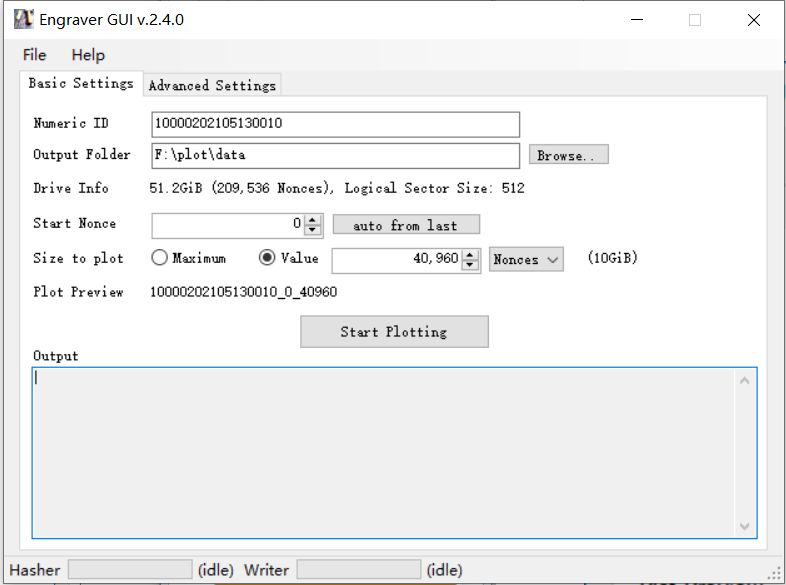 Engraver GUI v.2.4.0
File Help
Basic Settings Advanced Settings
Numeric ID 10000202105130010
Output Folder F:\plot\data Browse..
Drive Info 51.2GiB (209,536 Nonces), Logical Sector Size: 512
Start Nonce 0 auto from last
Size to plot Maximum Value 40,960 Nonces (10GiB)
Plot Preview 10000202105130010_0_40960
Start Plotting
Output
Hasher (idle) Writer (idle)